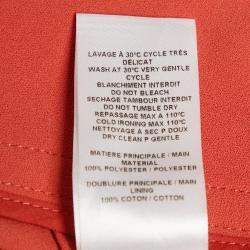 LAVAGE À 30°C CYCLE TRÈS
DÉLICAT
WASH AT 30°C VERY GENTLE
CYCLE
BLANCHIMENT INTERDIT
DO NOT BLEACH
SECHAGE TAMBOUR INTERDIT
DO NOT TUMBLE DRY
REPASSAGE MAX A 110°C
COLD IRONING MAX 110°C
NETTOYAGE À SEC P DOUX
DRY CLEAN P GENTLE
MATIERE PRINCIPALE / MAIN
MATERIAL
100% POLYESTER / POLYESTER
DOUBLURE PRINCIPALE / MAIN
LINING
100% COTON / COTTON